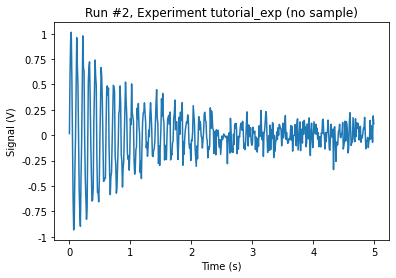 Run #2, Experiment tutorial_exp (no sample)
1
0.75
0.5
0.25
0
-0.25
-0.5
-0.75
-1
Signal (V)
0 1 2 3 4 5
Time (s)